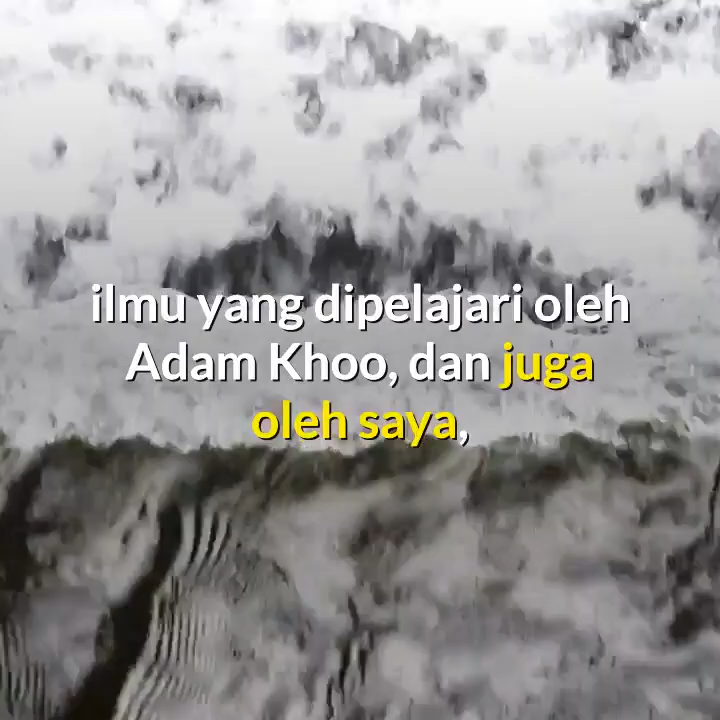 ilmu yang dipelajari oleh
Adam Khoo, dan juga
oleh saya,